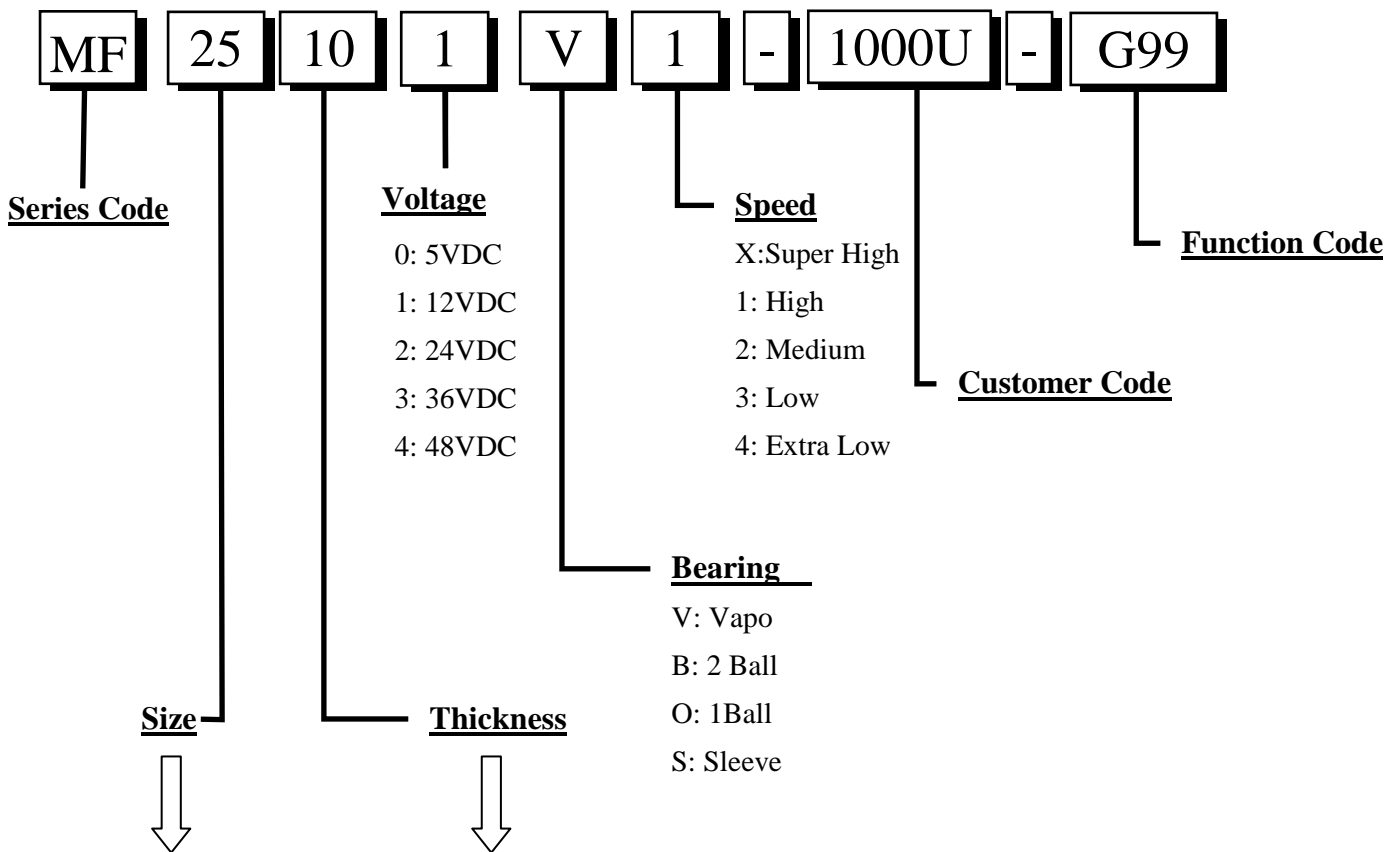 MF 25 10 1 V 1 - 1000U - G99
Series Code
Voltage
0: 5VDC
1: 12VDC
2: 24VDC
3: 36VDC
4: 48VDC
Speed
X:Super High
1: High
2: Medium
3: Low
4: Extra Low
Function Code
Customer Code
Bearing
V: Vapo
B: 2 Ball
O: 1Ball
S: Sleeve
Size
Thickness